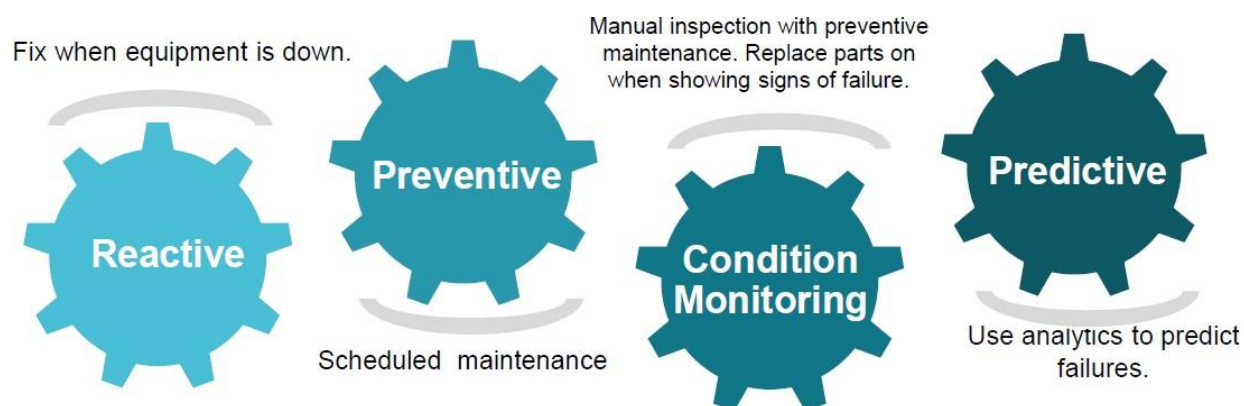 Fix when equipment is down.
Reactive
Preventive
Scheduled maintenance
Manual inspection with preventive
maintenance. Replace parts on
when showing signs of failure.
Condition
Monitoring
Predictive
Use analytics to predict
failures.